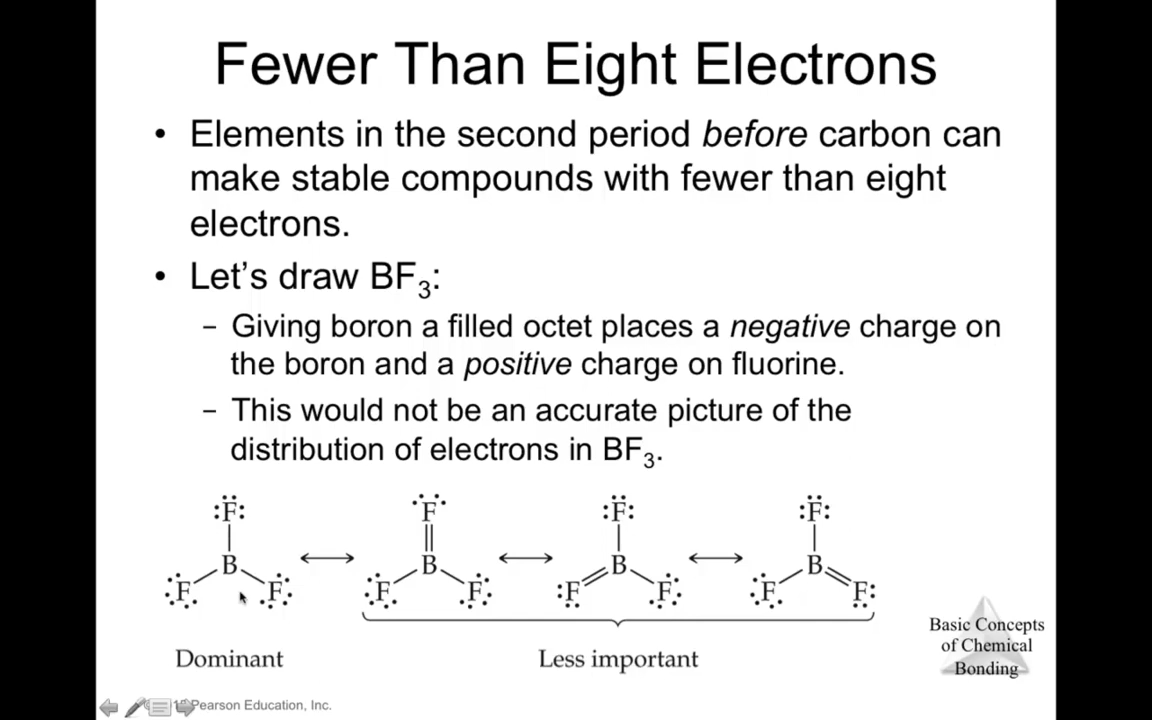 Fewer Than Eight Electrons
• Elements in the second period before carbon can
make stable compounds with fewer than eight
electrons.
• Let’s draw BF₃:
– Giving boron a filled octet places a negative charge on
the boron and a positive charge on fluorine.
– This would not be an accurate picture of the
distribution of electrons in BF₃.
:F: F :F: :F:
B B B B
F F F F F F F F
Dominant
Less important
Basic Concepts
of Chemical
Bonding
Pearson Education, Inc.